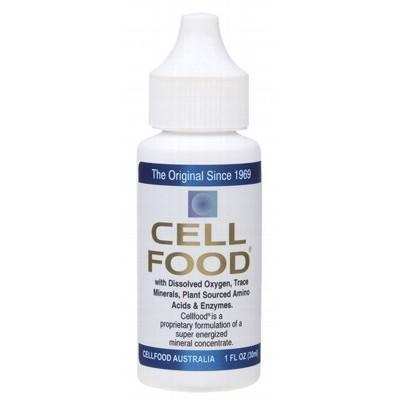 The Original Since 1969
CELL
FOOD®
with Dissolved Oxygen, Trace
Minerals, Plant Sourced Amino
Acids & Enzymes.
Cellfood® is a
proprietary formulation of a
super energized
mineral concentrate.
CELLFOOD AUSTRALIA 1 FL OZ (30ml)